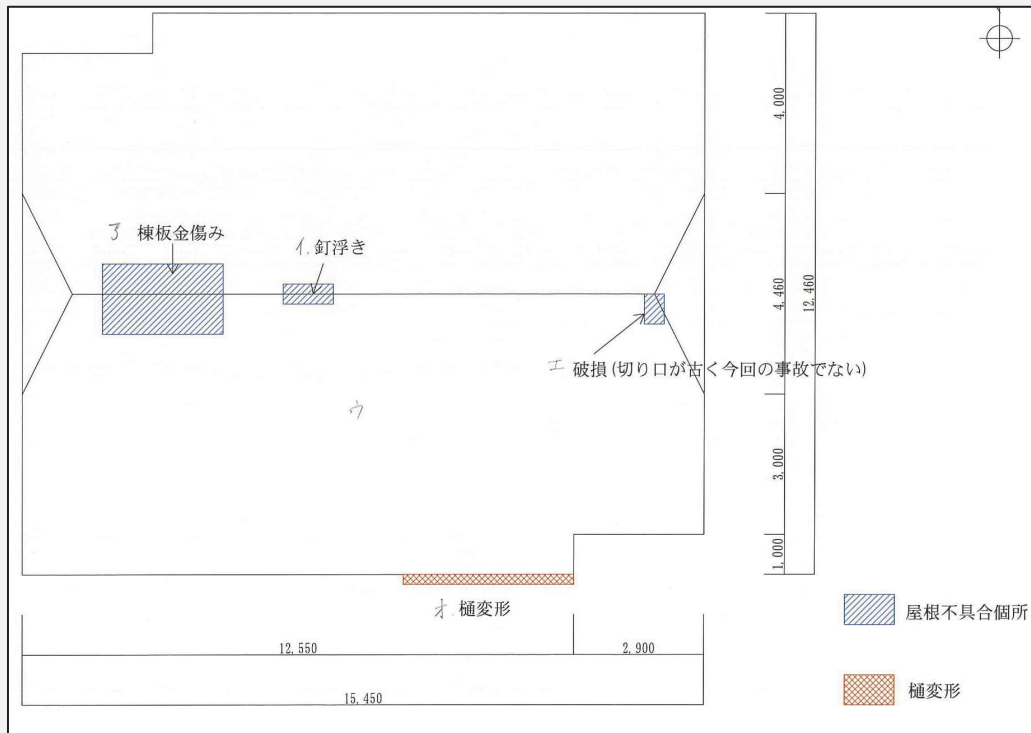 4,000
ア 棟板金傷み
イ. 釘浮き
4,460
12,460
エ 破損(切り口が古く今回の事故でない)
ウ
3,000
1,000
オ. 樋変形
屋根不具合個所
12,550
2,900
樋変形
15,450